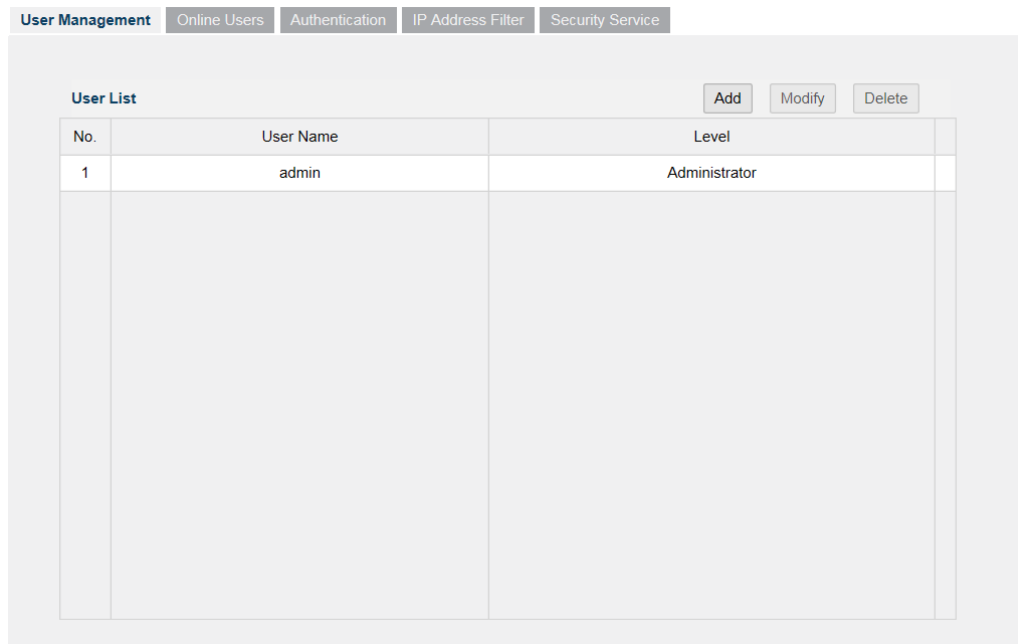 User Management Online Users Authentication IP Address Filter Security Service
User List Add Modify Delete
No. User Name Level
1 admin Administrator